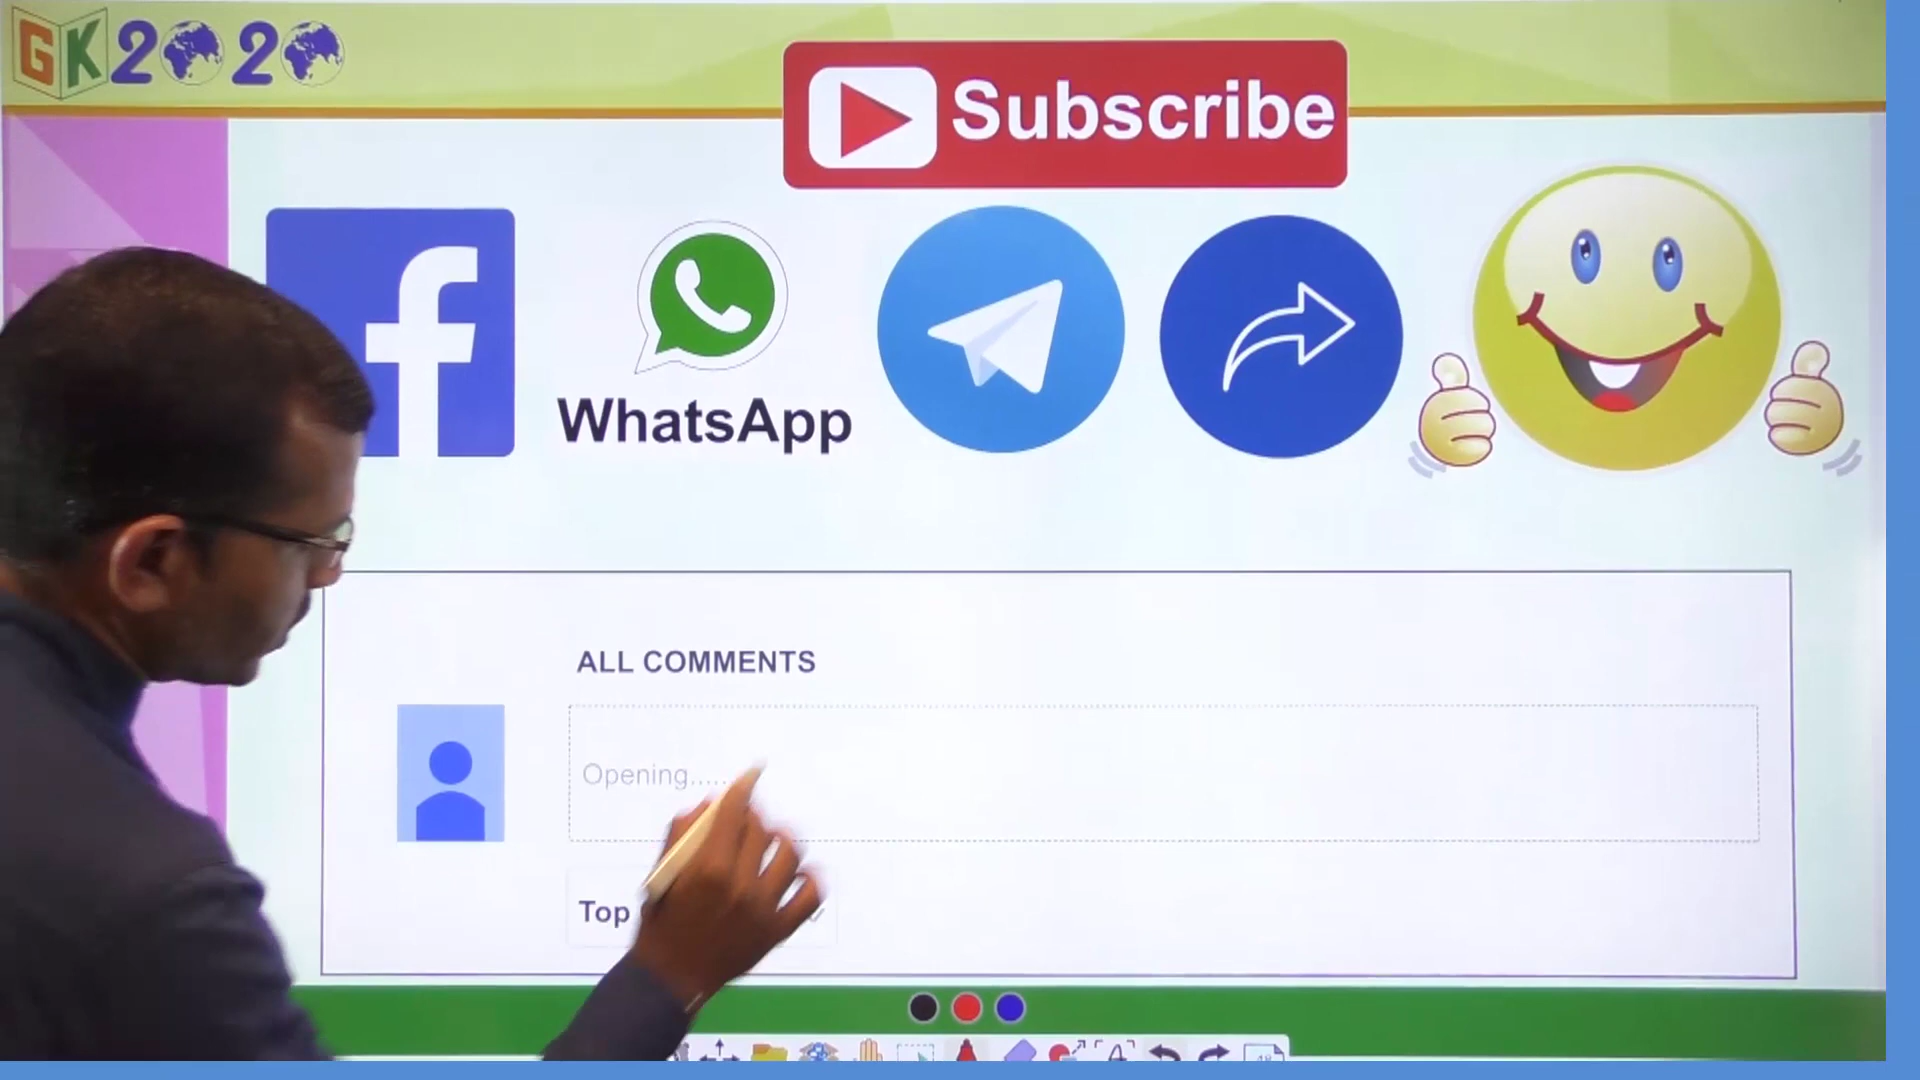 GK2020
Subscribe
WhatsApp
ALL COMMENTS
Opening......
Top